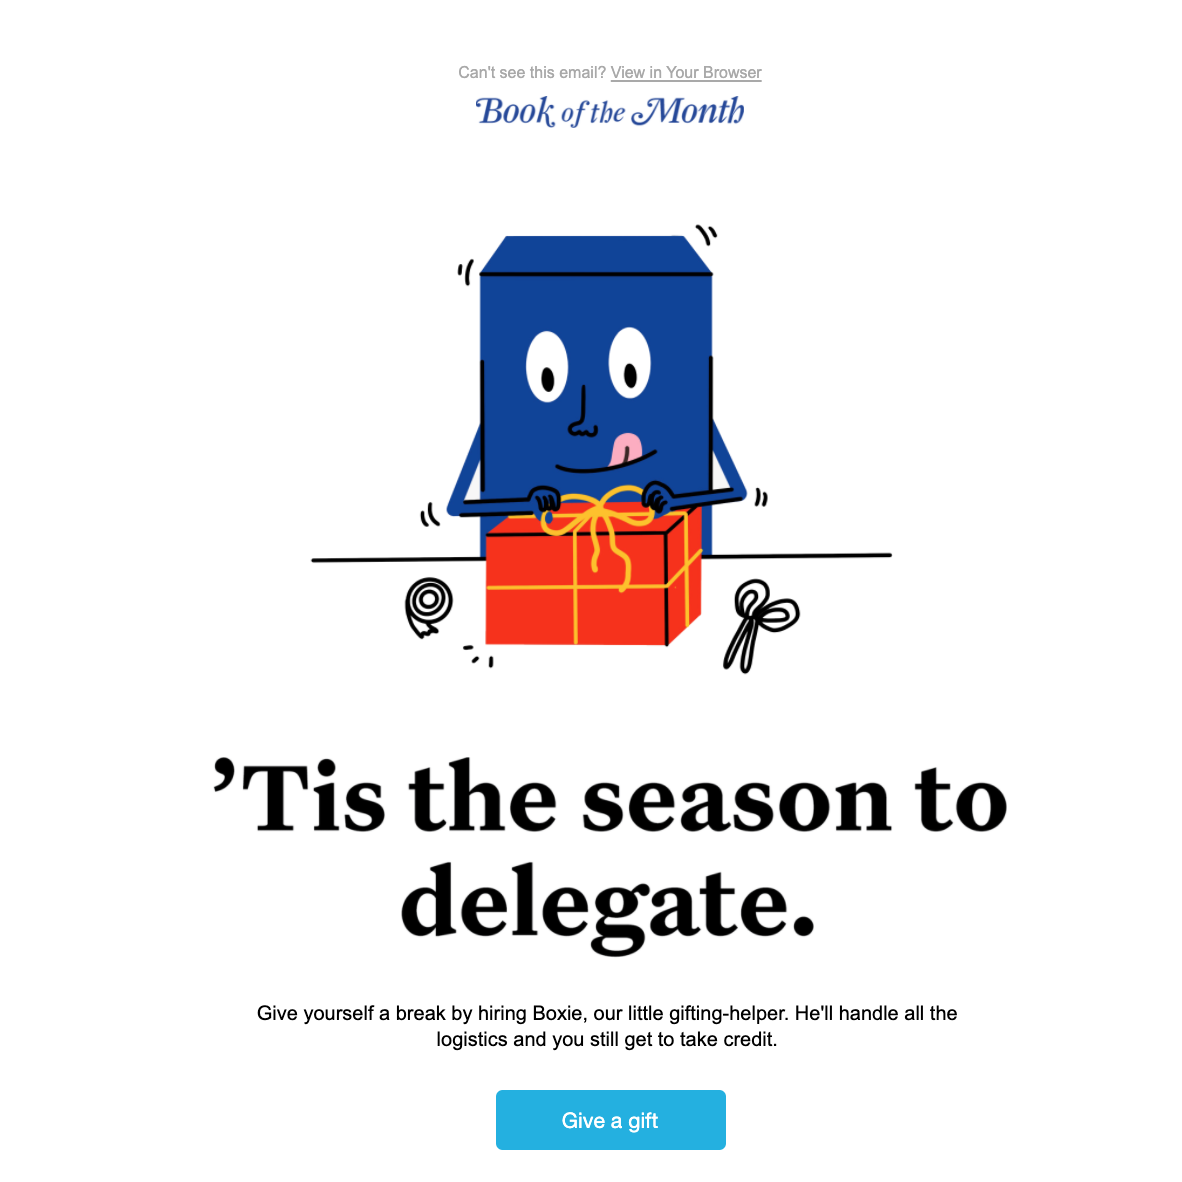 Can't see this email? View in Your Browser
Book of the Month
’Tis the season to
delegate.
Give yourself a break by hiring Boxie, our little gifting-helper. He'll handle all the
logistics and you still get to take credit.
Give a gift